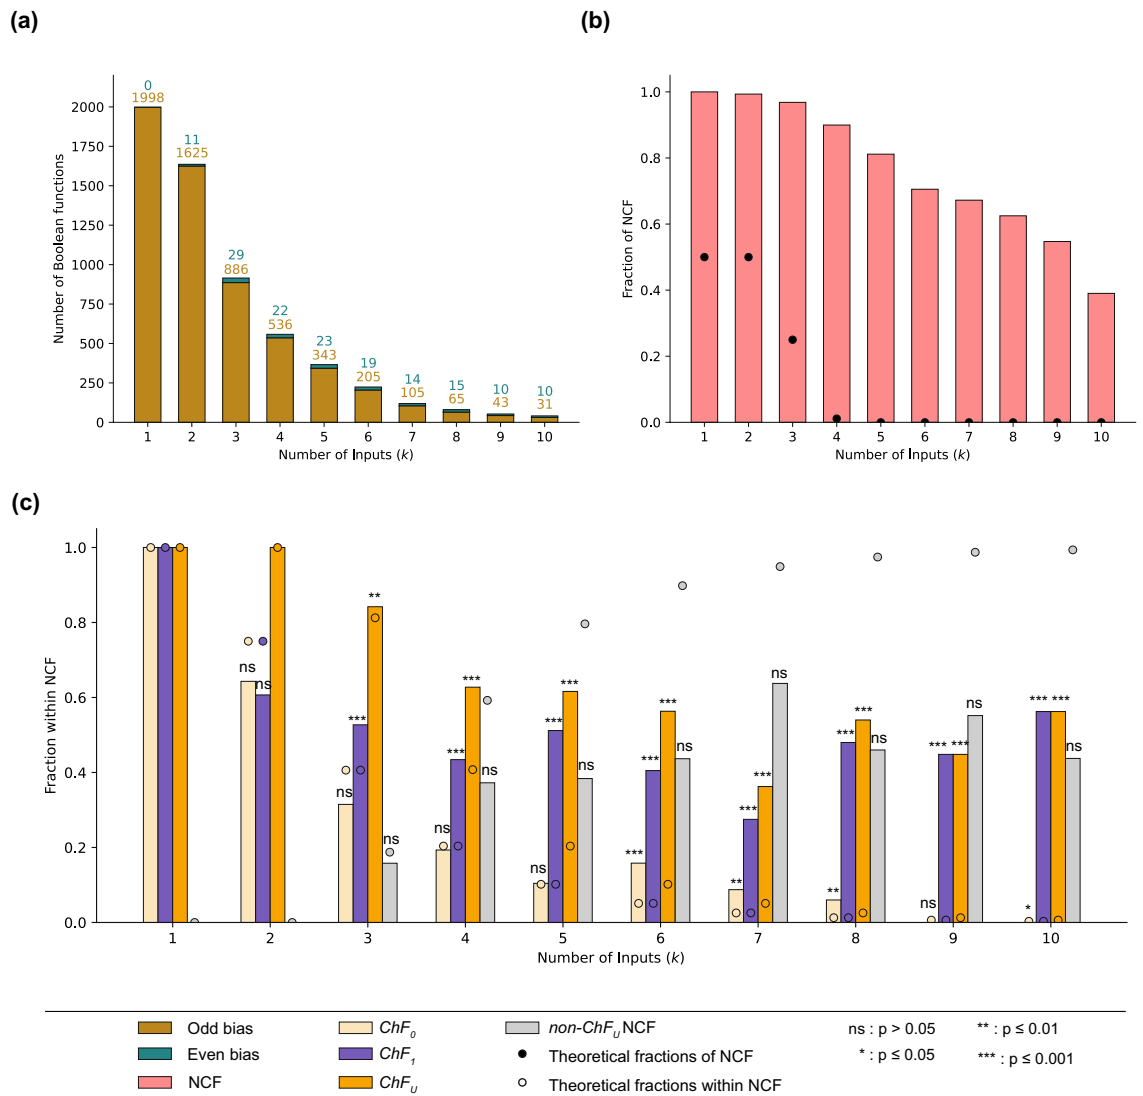 (a)
(b)
0
1998
11
1625
29
886
22
536
23
343
19
205
14
105
15
65
10
43
10
31
2000
1750
1500
1250
1000
750
500
250
0
Number of Boolean functions
1 2 3 4 5 6 7 8 9 10
Number of Inputs (k)
1.0
0.8
0.6
0.4
0.2
0.0
Fraction of NCF
1 2 3 4 5 6 7 8 9 10
Number of Inputs (k)
(c)
1.0
0.8
0.6
0.4
0.2
0.0
Fraction within NCF
ns ns
ns *** ** ns
ns *** *** ns
ns *** *** ns
*** *** *** ns
** *** *** ns
** *** *** ns
ns *** *** ns
* *** *** ns
1 2 3 4 5 6 7 8 9 10
Number of Inputs (k)
Odd bias
Even bias
NCF
ChF0
ChF1
ChFU
non-ChFU NCF
Theoretical fractions of NCF
Theoretical fractions within NCF
ns : p > 0.05
* : p ≤ 0.05
** : p ≤ 0.01
*** : p ≤ 0.001